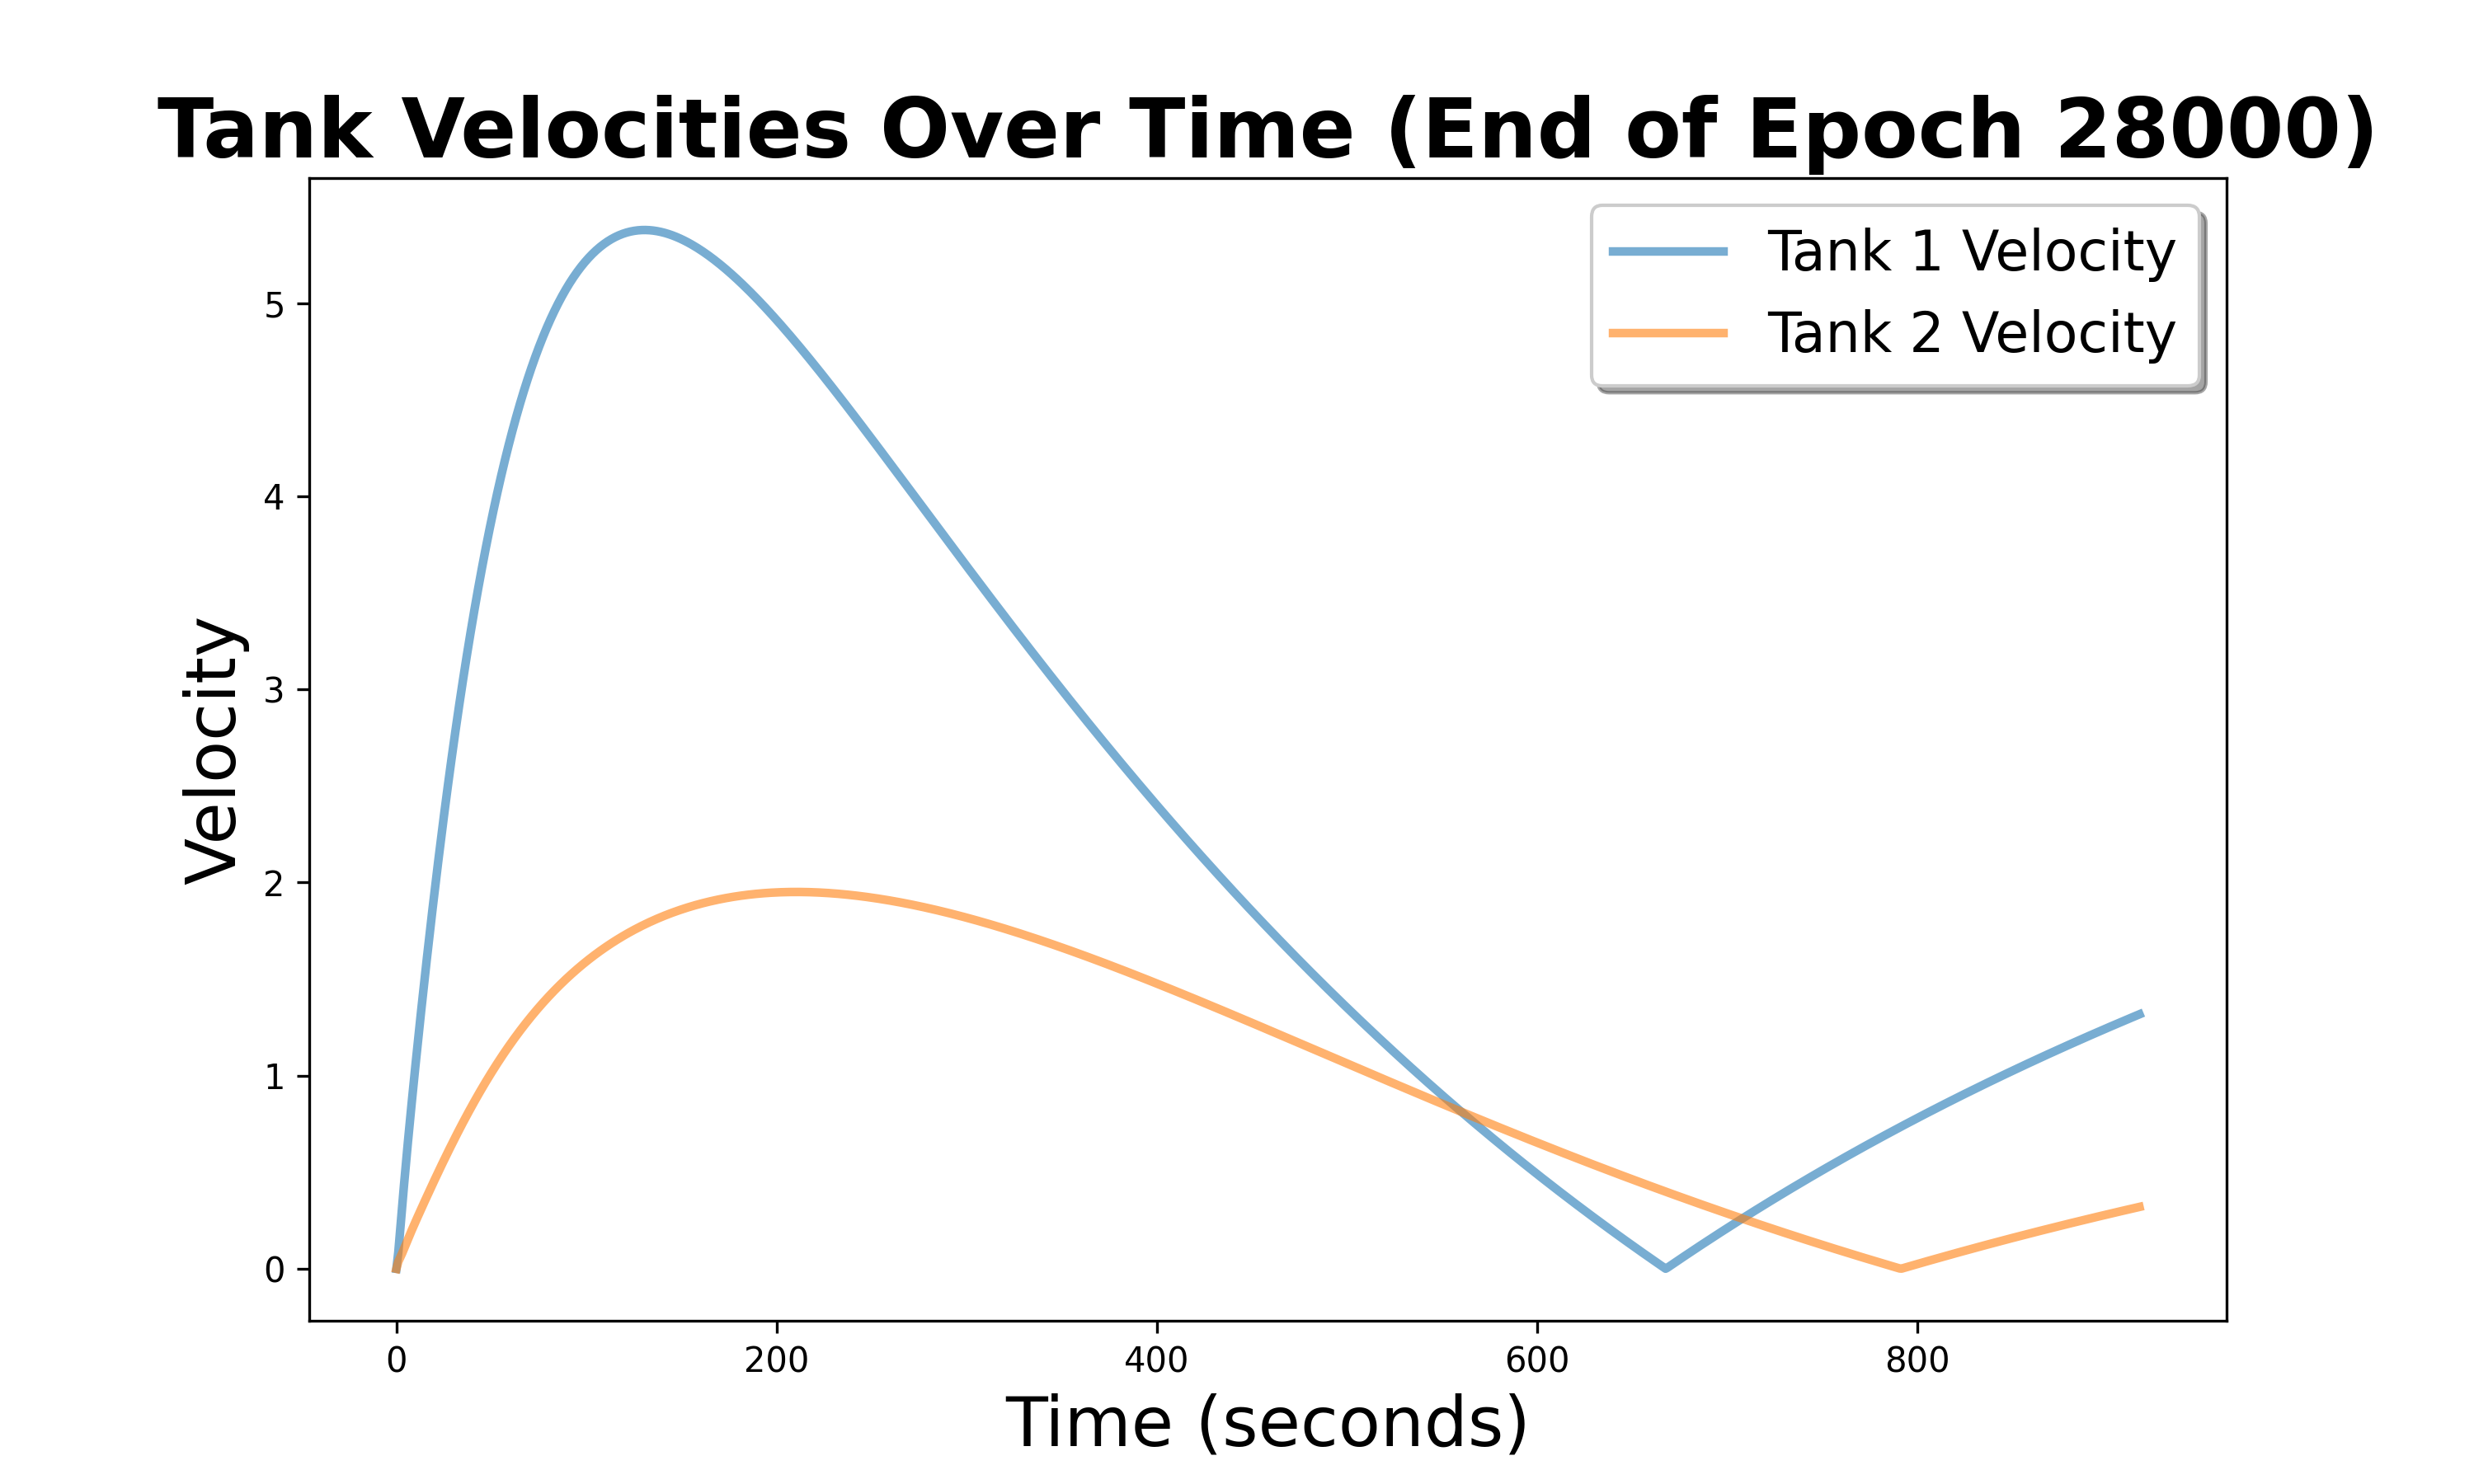 Tank Velocities Over Time (End of Epoch 28000)
Tank 1 Velocity
Tank 2 Velocity
Velocity
5
4
3
2
1
0
0 200 400 600 800
Time (seconds)